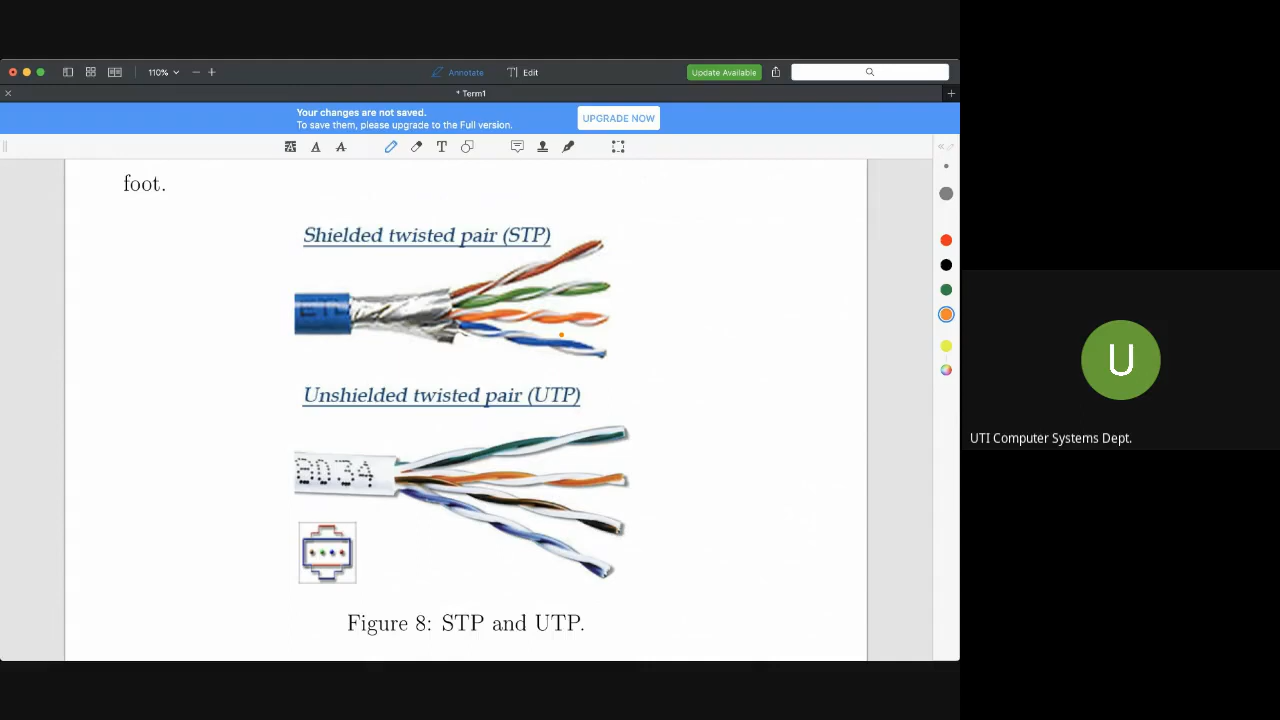 110%
Annotate
T Edit
Update Available
* Term1
Your changes are not saved.
To save them, please upgrade to the Full version.
UPGRADE NOW
foot.
Shielded twisted pair (STP)
ETL
Unshielded twisted pair (UTP)
8034
Figure 8: STP and UTP.
U
UTI Computer Systems Dept.